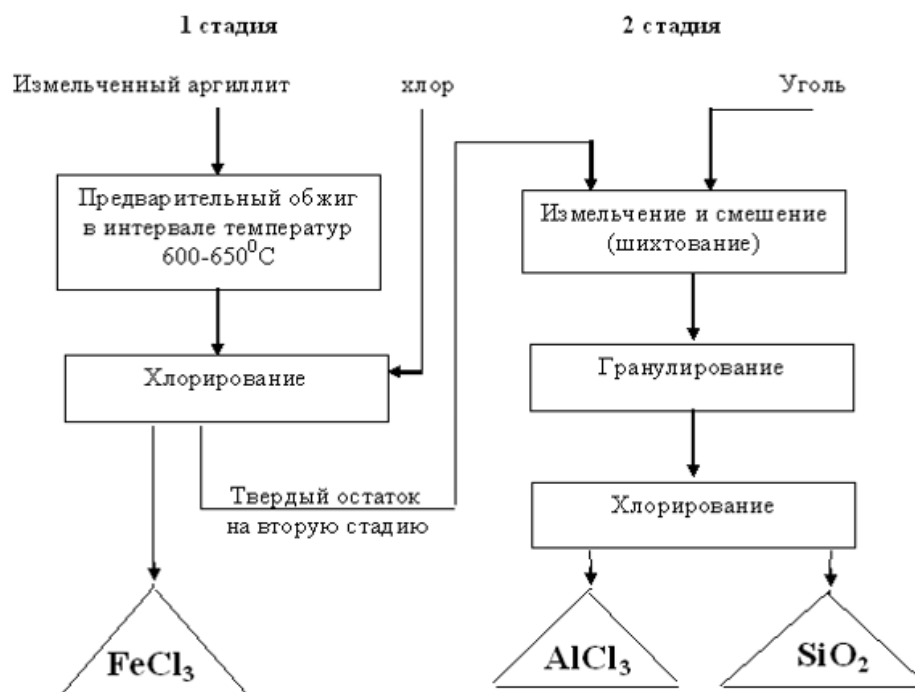 1 стадия
2 стадия
Измельченный аргиллит
хлор
Уголь
Предварительный обжиг
в интервале температур
600-650⁰С
Измельчение и смешение
(шихтование)
Хлорирование
Гранулирование
Твердый остаток
на вторую стадию
Хлорирование
FeCl₃
AlCl₃
SiO₂